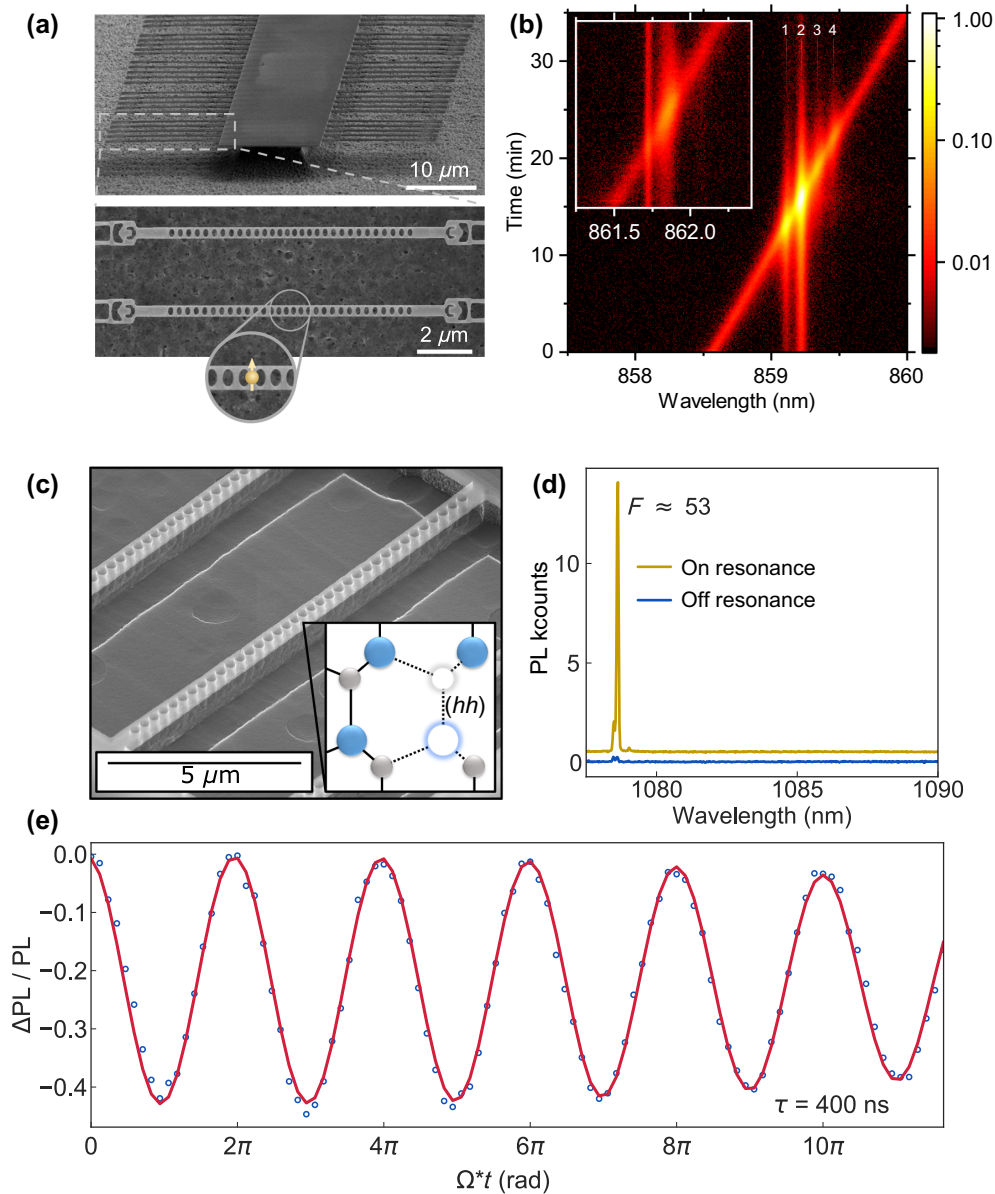 (a)
10 µm
2 µm
(b)
Time (min)
35
30
20
10
0
1 2 3 4
861.5 862.0
858 859 860
Wavelength (nm)
1.00
0.10
0.01
(c)
5 µm
(hh)
(d)
F ≈ 53
On resonance
Off resonance
PL kcounts
10
5
0
1080 1085 1090
Wavelength (nm)
(e)
ΔPL / PL
0.0
−0.1
−0.2
−0.3
−0.4
τ = 400 ns
0 2π 4π 6π 8π 10π
Ω*t (rad)